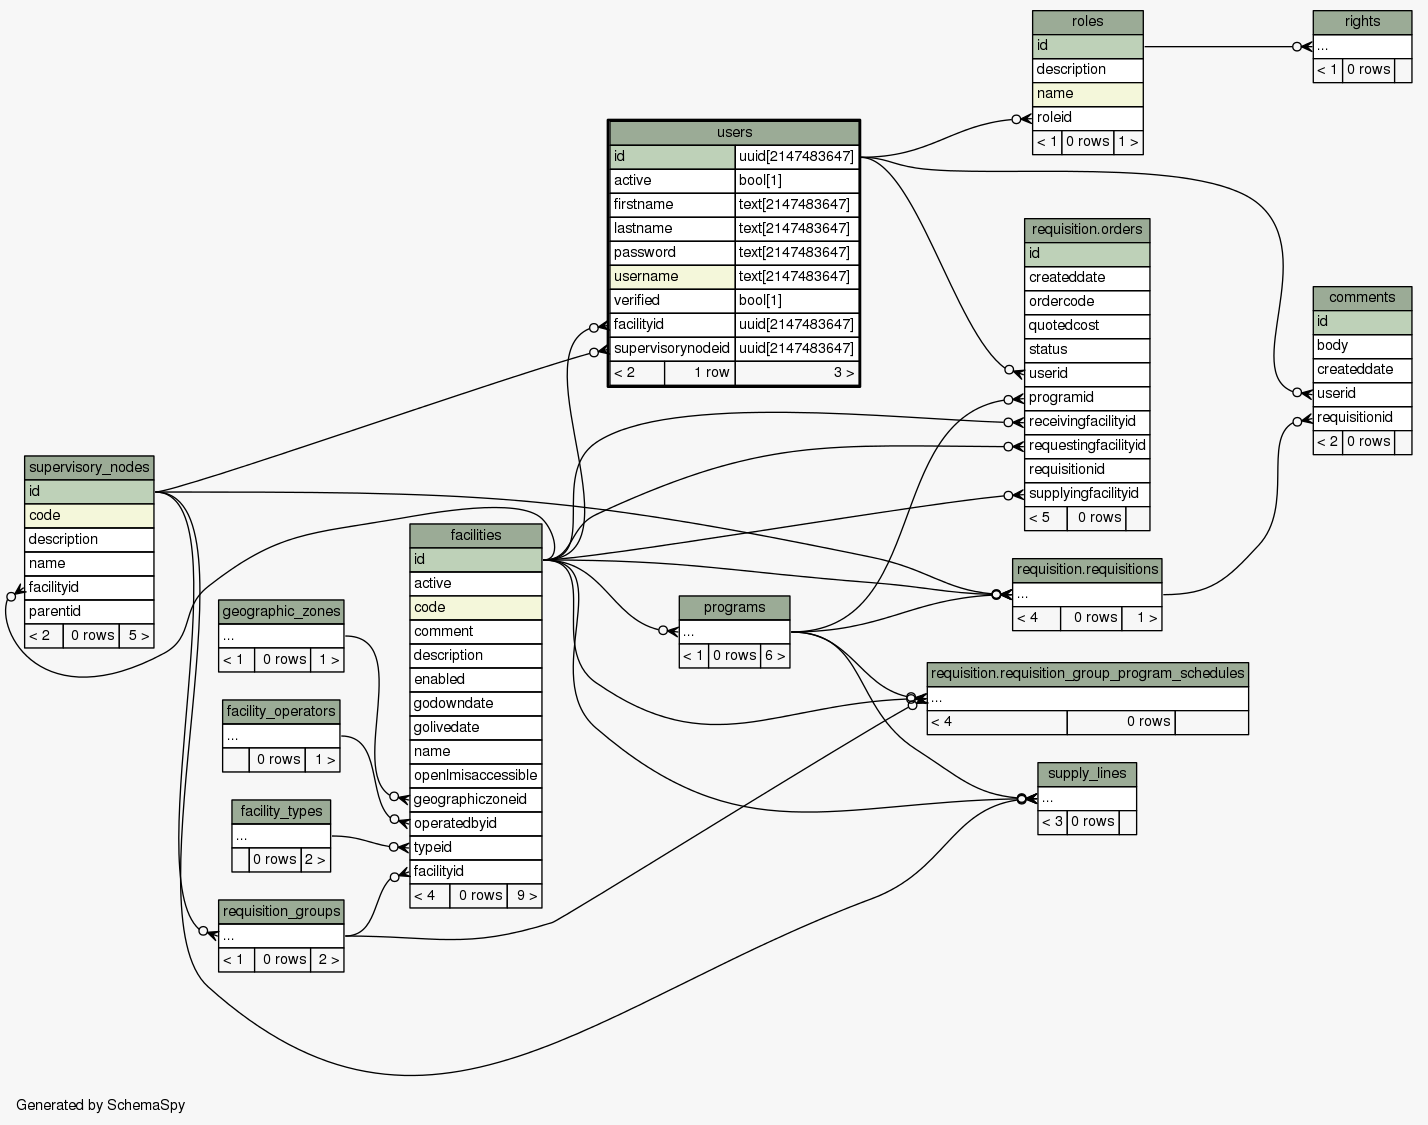 roles
id
description
name
roleid
< 1 0 rows 1 >
rights
...
< 1 0 rows
users
id uuid[2147483647]
active bool[1]
firstname text[2147483647]
lastname text[2147483647]
password text[2147483647]
username text[2147483647]
verified bool[1]
facilityid uuid[2147483647]
supervisorynodeid uuid[2147483647]
< 2 1 row 3 >
requisition.orders
id
createddate
ordercode
quotedcost
status
userid
programid
receivingfacilityid
requestingfacilityid
requisitionid
supplyingfacilityid
< 5 0 rows
comments
id
body
createddate
userid
requisitionid
< 2 0 rows
supervisory_nodes
id
code
description
name
facilityid
parentid
< 2 0 rows 5 >
facilities
id
active
code
comment
description
enabled
godowndate
golivedate
name
openlmisaccessible
geographiczoneid
operatedbyid
typeid
facilityid
< 4 0 rows 9 >
requisition.requisitions
...
< 4 0 rows 1 >
geographic_zones
...
< 1 0 rows 1 >
programs
...
< 1 0 rows 6 >
requisition.requisition_group_program_schedules
...
< 4 0 rows
facility_operators
...
0 rows 1 >
supply_lines
...
< 3 0 rows
facility_types
...
0 rows 2 >
requisition_groups
...
< 1 0 rows 2 >
Generated by SchemaSpy